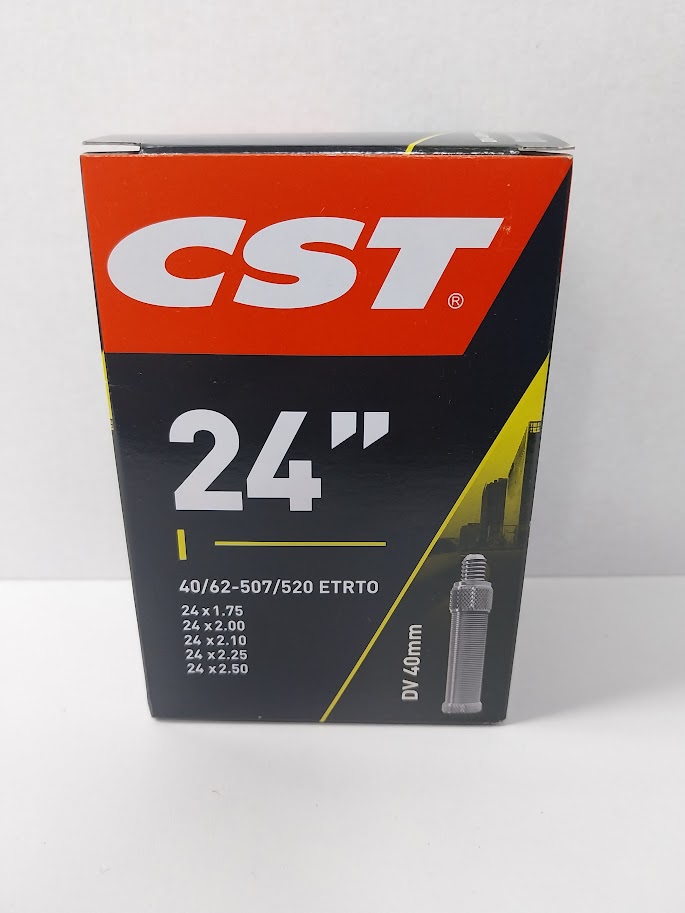 CST®
24”
40/62-507/520 ETRTO
24 x 1.75
24 x 2.00
24 x 2.10
24 x 2.25
24 x 2.50
DV 40mm